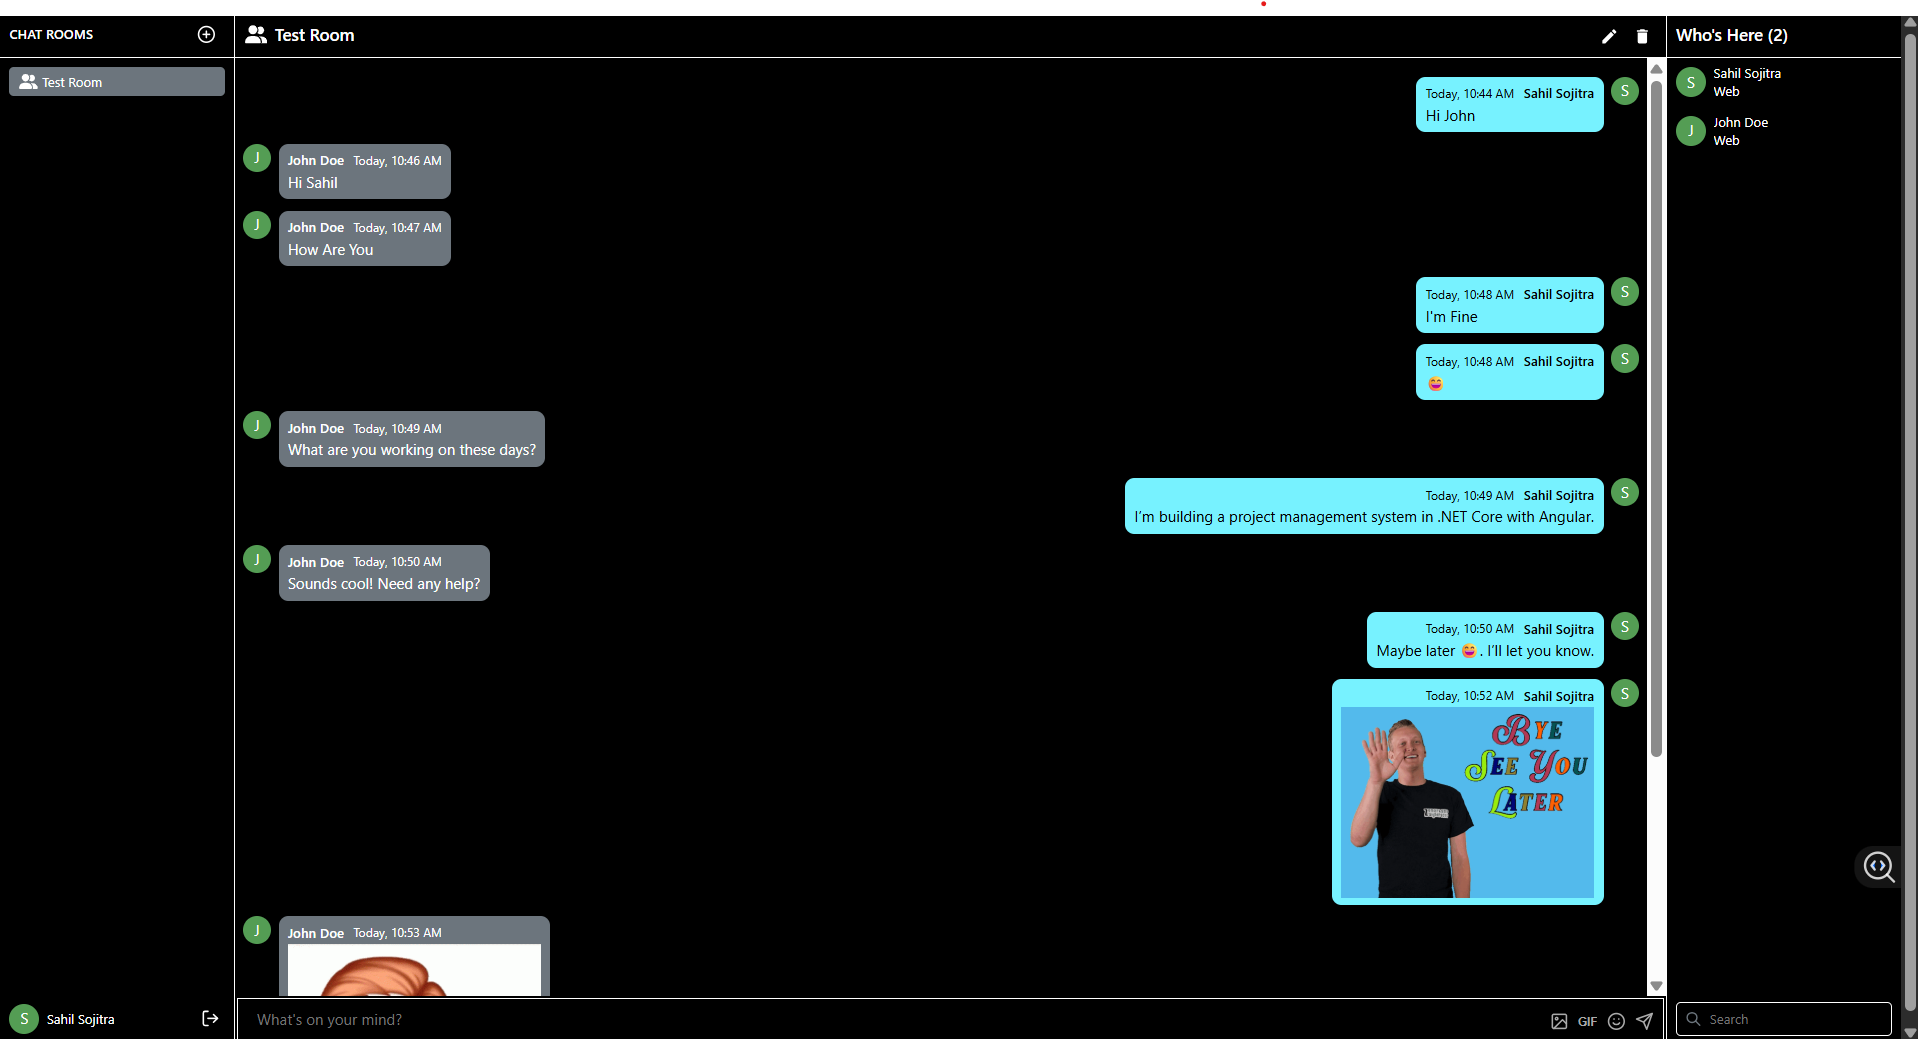 CHAT ROOMS
Test Room
Sahil Sojitra
Test Room
Today, 10:44 AM Sahil Sojitra
Hi John
John Doe Today, 10:46 AM
Hi Sahil
John Doe Today, 10:47 AM
How Are You
Today, 10:48 AM Sahil Sojitra
I'm Fine
Today, 10:48 AM Sahil Sojitra
😄
John Doe Today, 10:49 AM
What are you working on these days?
Today, 10:49 AM Sahil Sojitra
I’m building a project management system in .NET Core with Angular.
John Doe Today, 10:50 AM
Sounds cool! Need any help?
Today, 10:50 AM Sahil Sojitra
Maybe later 😄. I’ll let you know.
Today, 10:52 AM Sahil Sojitra
BYE
SEE YOU
LATER
John Doe Today, 10:53 AM
What's on your mind?
GIF
Who's Here (2)
S
Sahil Sojitra
Web
J
John Doe
Web
Search